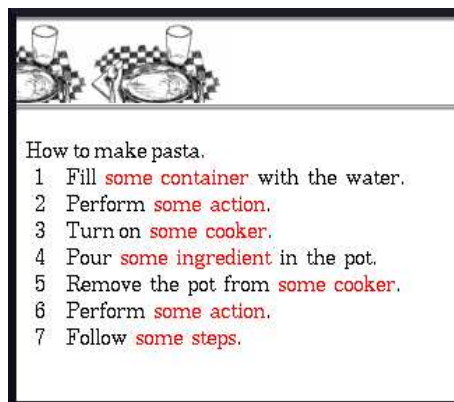 How to make pasta.
1 Fill some container with the water.
2 Perform some action.
3 Turn on some cooker.
4 Pour some ingredient in the pot.
5 Remove the pot from some cooker.
6 Perform some action.
7 Follow some steps.